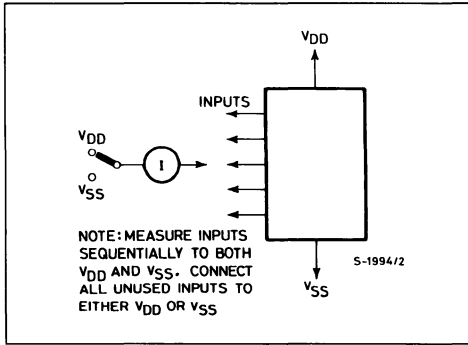 VDD
INPUTS
VDD
I
VSS
NOTE: MEASURE INPUTS
SEQUENTIALLY TO BOTH
VDD AND VSS. CONNECT
ALL UNUSED INPUTS TO
EITHER VDD OR VSS
S-1994/2
VSS